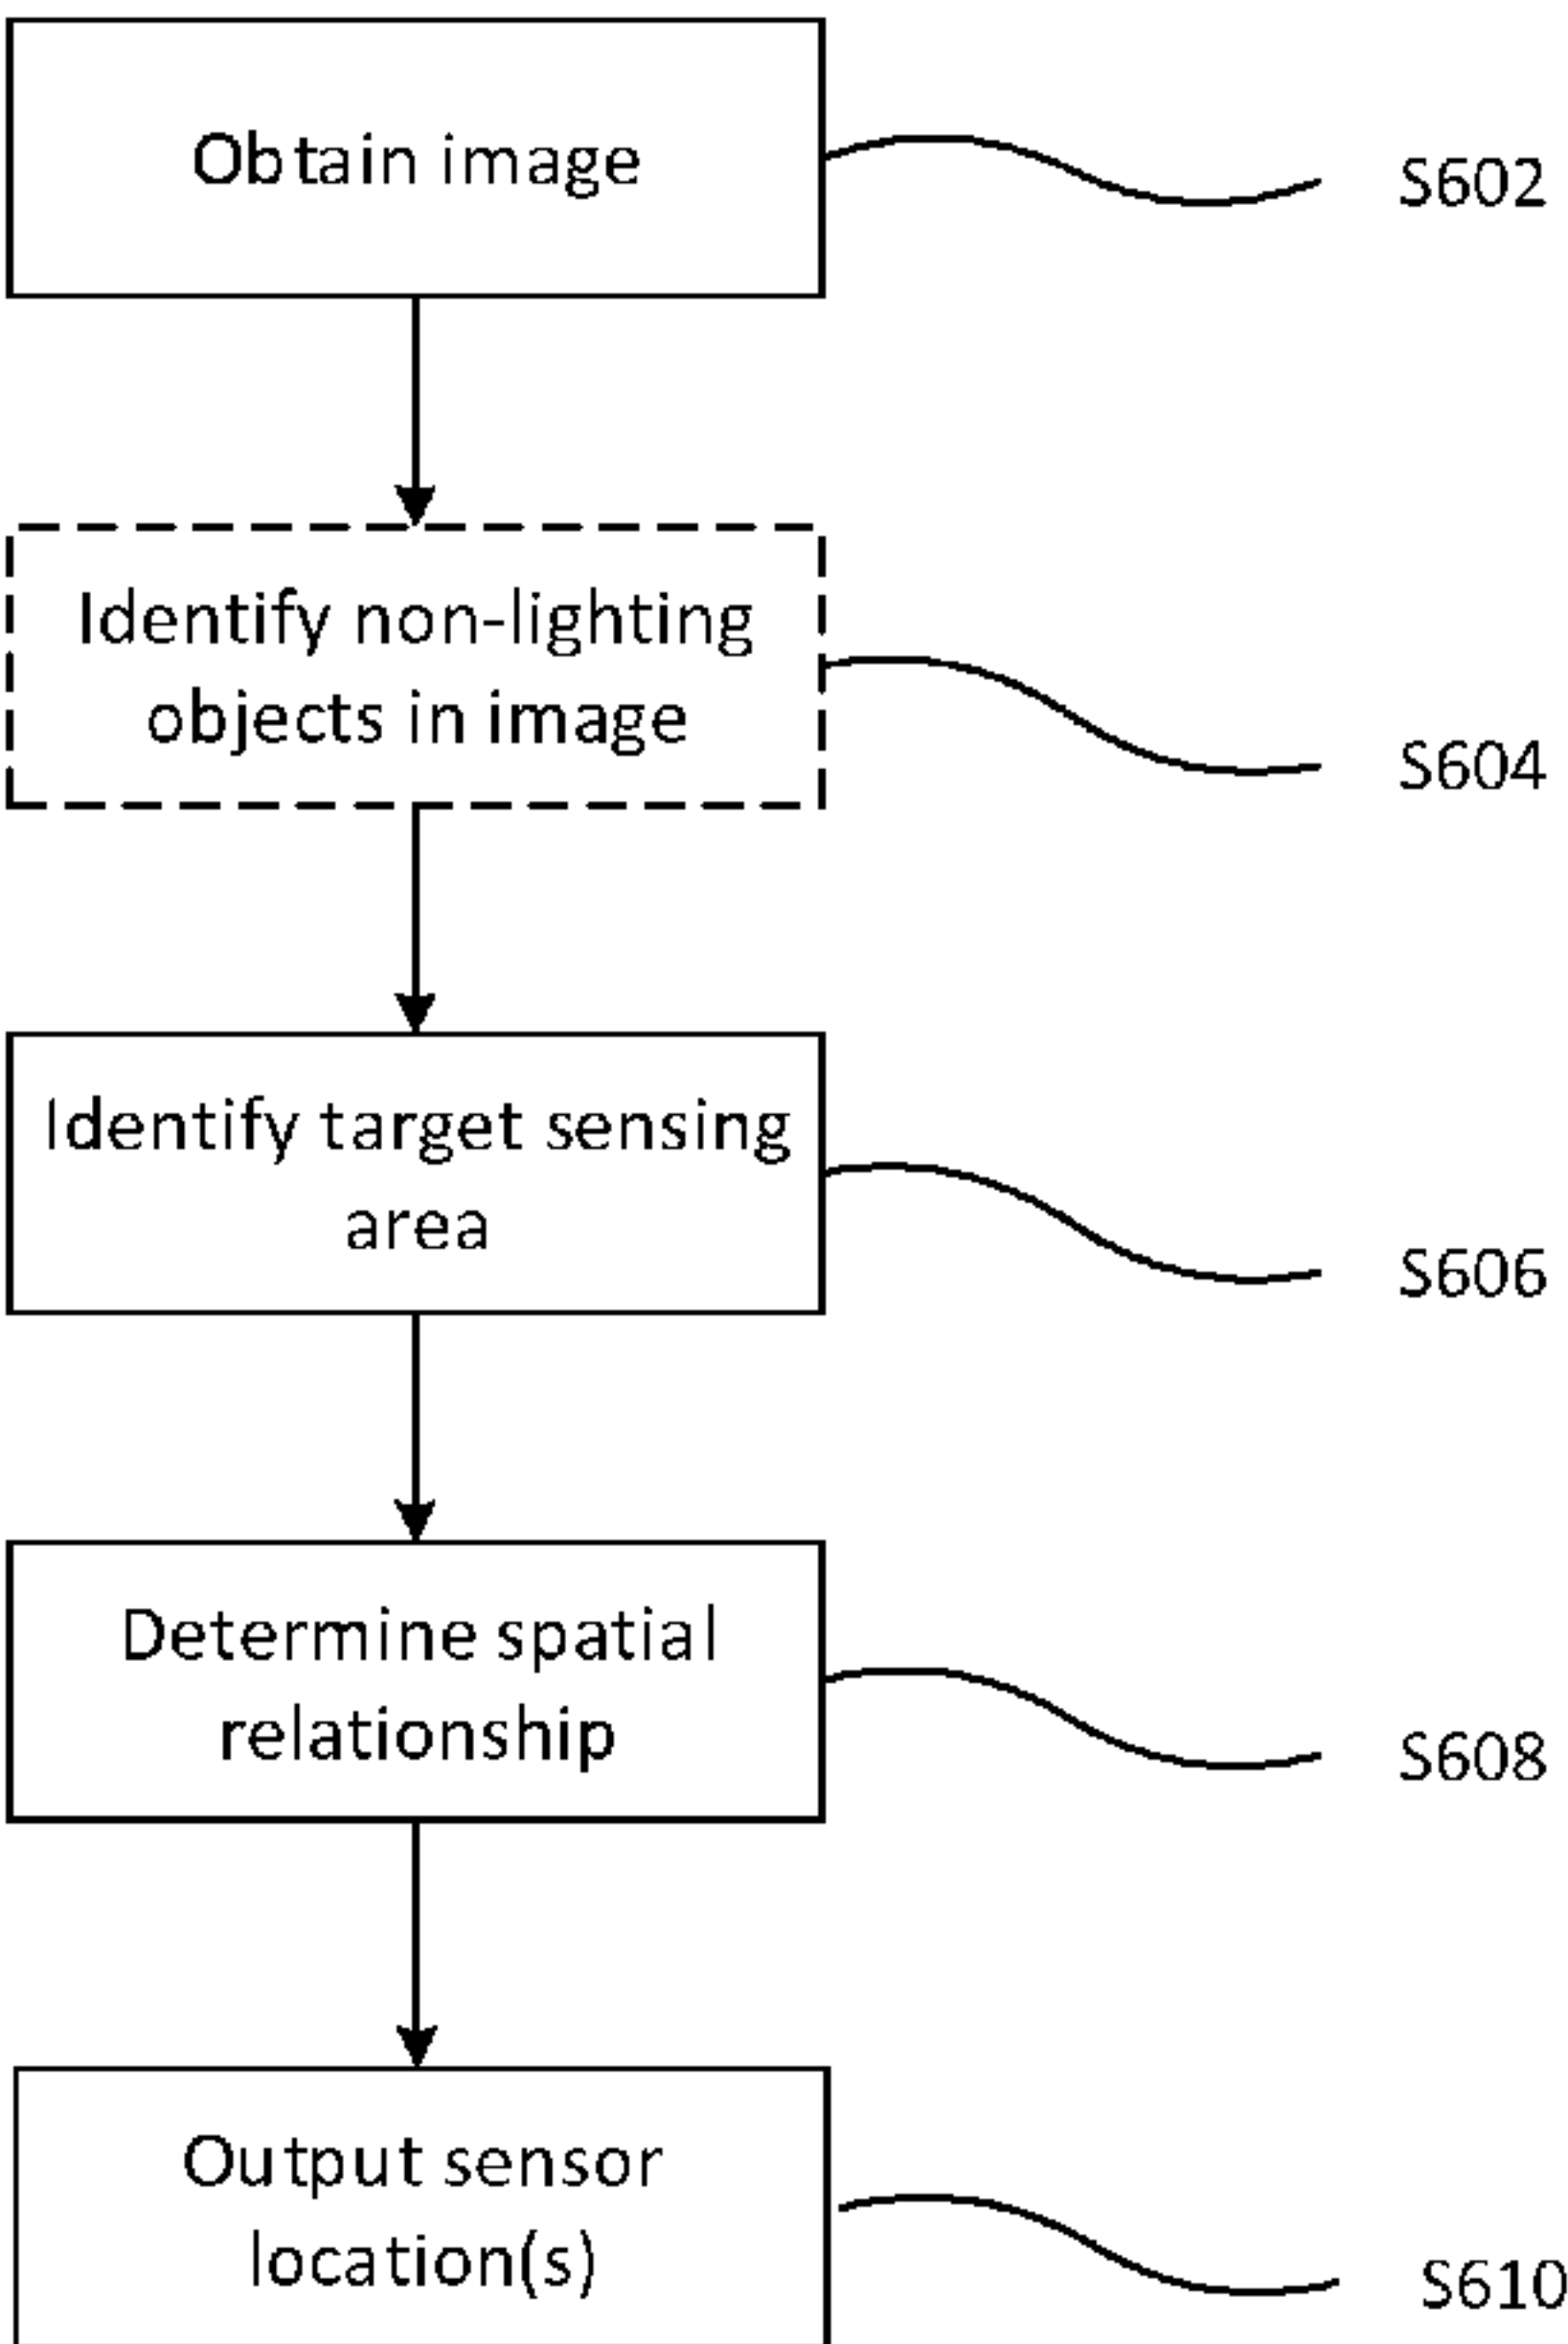 Obtain image
S602
Identify non-lighting
objects in image
S604
Identify target sensing
area
S606
Determine spatial
relationship
S608
Output sensor
location(s)
S610